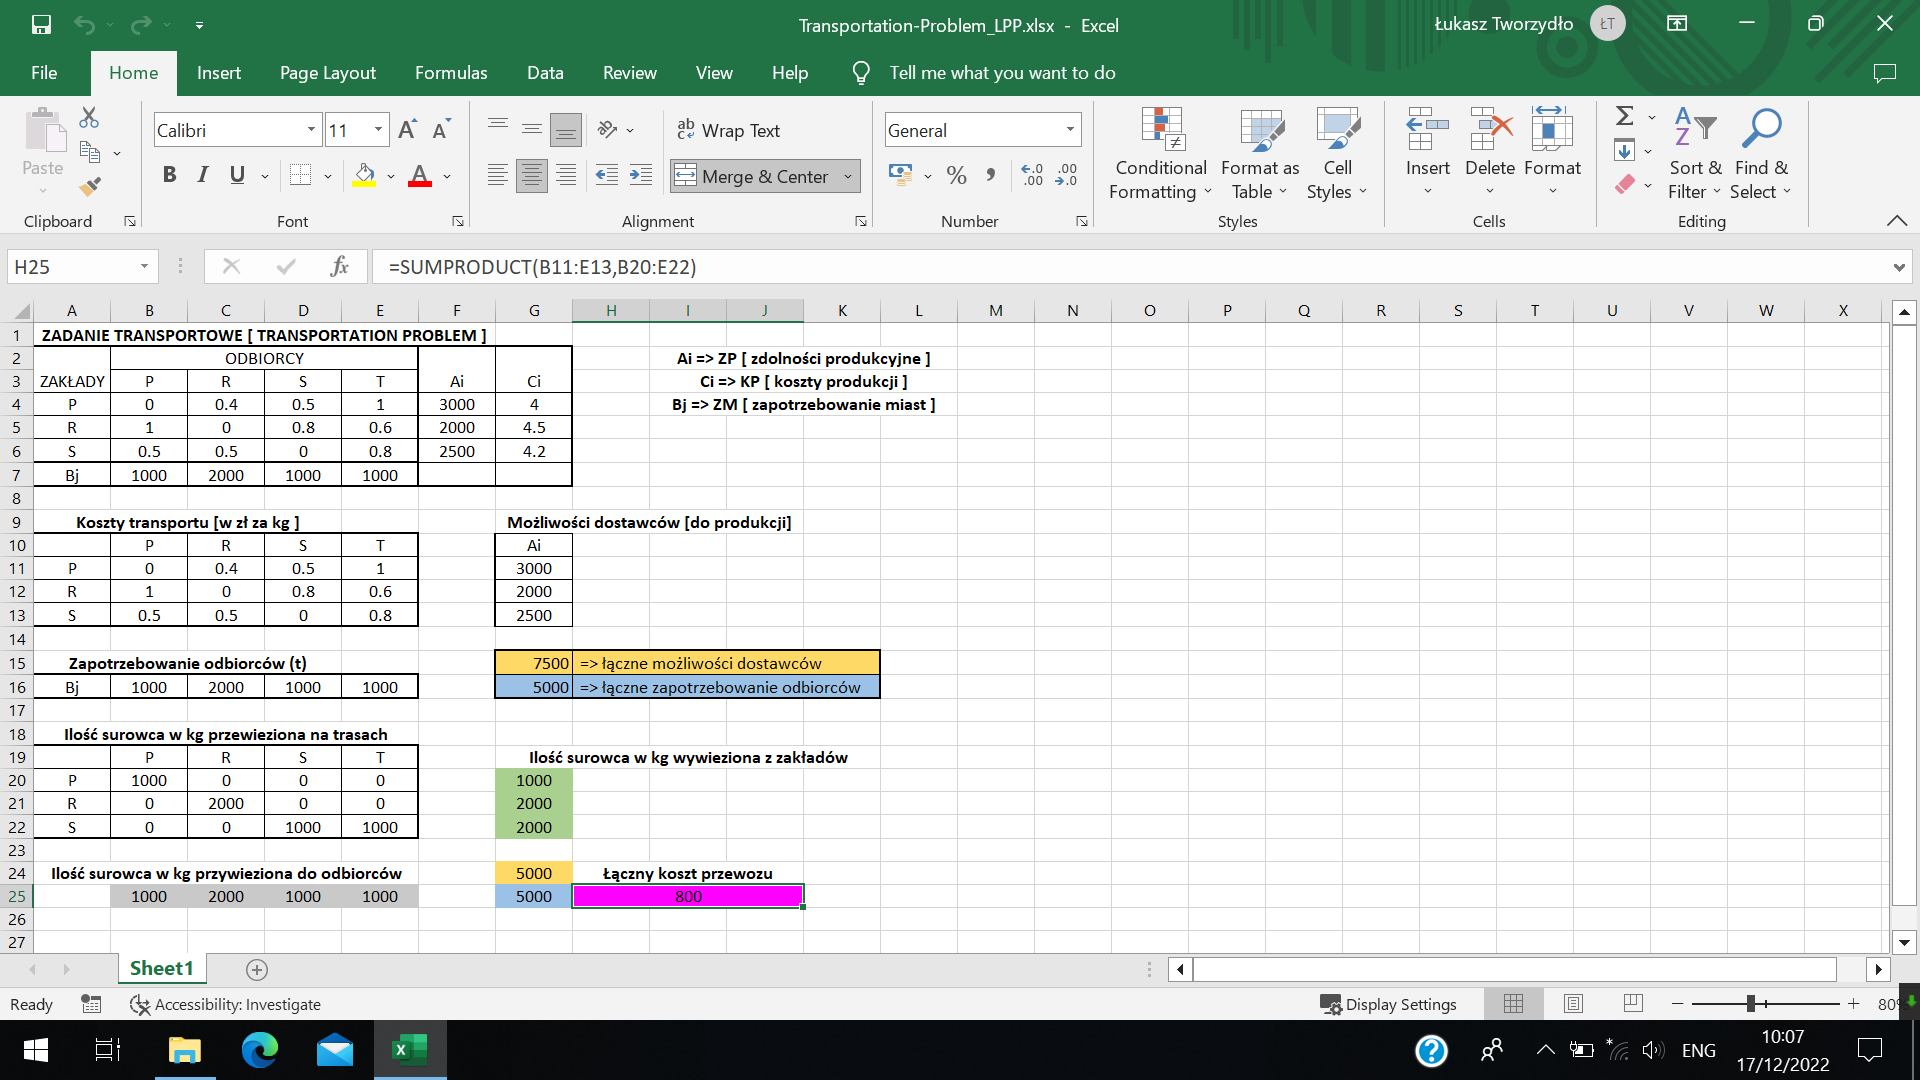 Transportation-Problem_LPP.xlsx - Excel
Łukasz Tworzydło ŁT
File Home Insert Page Layout Formulas Data Review View Help Tell me what you want to do
Calibri 11 A A ab c Wrap Text General
Paste B I U A Merge & Center % , .0 .00 .00 .0
Conditional Formatting
Format as Table
Cell Styles
Insert Delete Format
Sort & Filter
Find & Select
Clipboard Font Alignment Number Styles Cells Editing
H25 fx =SUMPRODUCT(B11:E13,B20:E22)
A B C D E F G H I J K L M N O P Q R S T U V W X
1 ZADANIE TRANSPORTOWE [ TRANSPORTATION PROBLEM ]
2 ODBIORCY Ai => ZP [ zdolności produkcyjne ]
3 ZAKŁADY P R S T Ai Ci Ci => KP [ koszty produkcji ]
4 P 0 0.4 0.5 1 3000 4 Bj => ZM [ zapotrzebowanie miast ]
5 R 1 0 0.8 0.6 2000 4.5
6 S 0.5 0.5 0 0.8 2500 4.2
7 Bj 1000 2000 1000 1000
8
9 Koszty transportu [w zł za kg ] Możliwości dostawców [do produkcji]
10 P R S T Ai
11 P 0 0.4 0.5 1 3000
12 R 1 0 0.8 0.6 2000
13 S 0.5 0.5 0 0.8 2500
14
15 Zapotrzebowanie odbiorców (t) 7500 => łączne możliwości dostawców
16 Bj 1000 2000 1000 1000 5000 => łączne zapotrzebowanie odbiorców
17
18 Ilość surowca w kg przewieziona na trasach
19 P R S T Ilość surowca w kg wywieziona z zakładów
20 P 1000 0 0 0 1000
21 R 0 2000 0 0 2000
22 S 0 0 1000 1000 2000
23
24 Ilość surowca w kg przywieziona do odbiorców 5000 Łączny koszt przewozu
25 1000 2000 1000 1000 5000 800
26
27
Sheet1
Ready Accessibility: Investigate Display Settings
ENG 10:07
17/12/2022